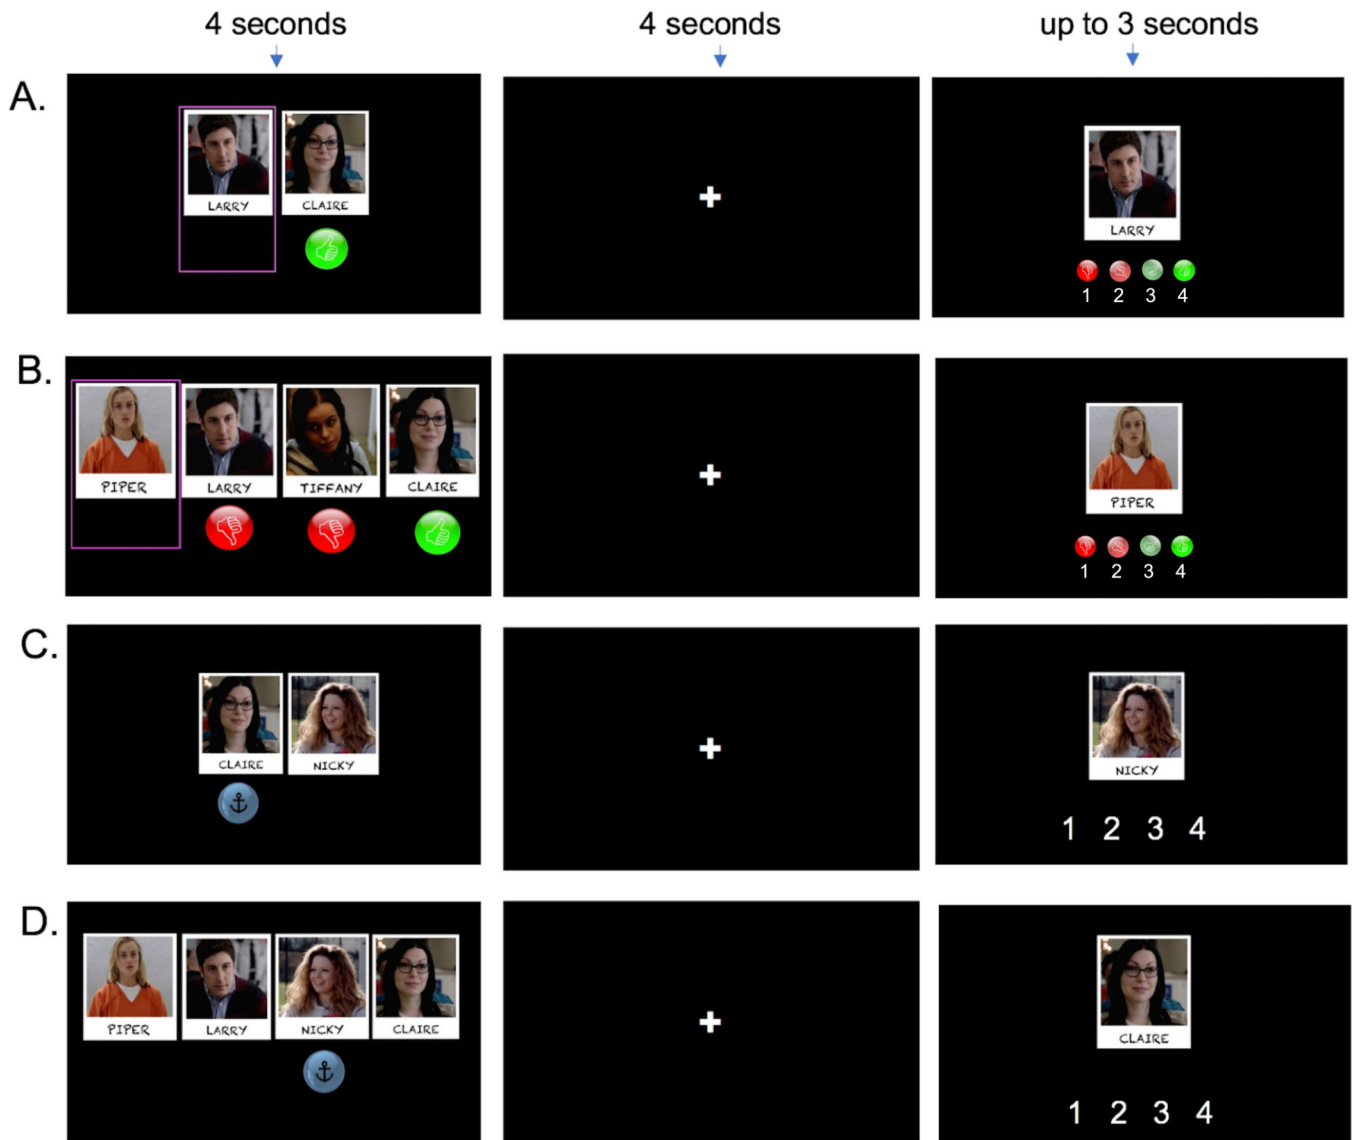 4 seconds 4 seconds up to 3 seconds
A.
LARRY CLAIRE
LARRY
1 2 3 4
B.
PIPER LARRY TIFFANY CLAIRE
PIPER
1 2 3 4
C.
CLAIRE NICKY
NICKY
1 2 3 4
D.
PIPER LARRY NICKY CLAIRE
CLAIRE
1 2 3 4